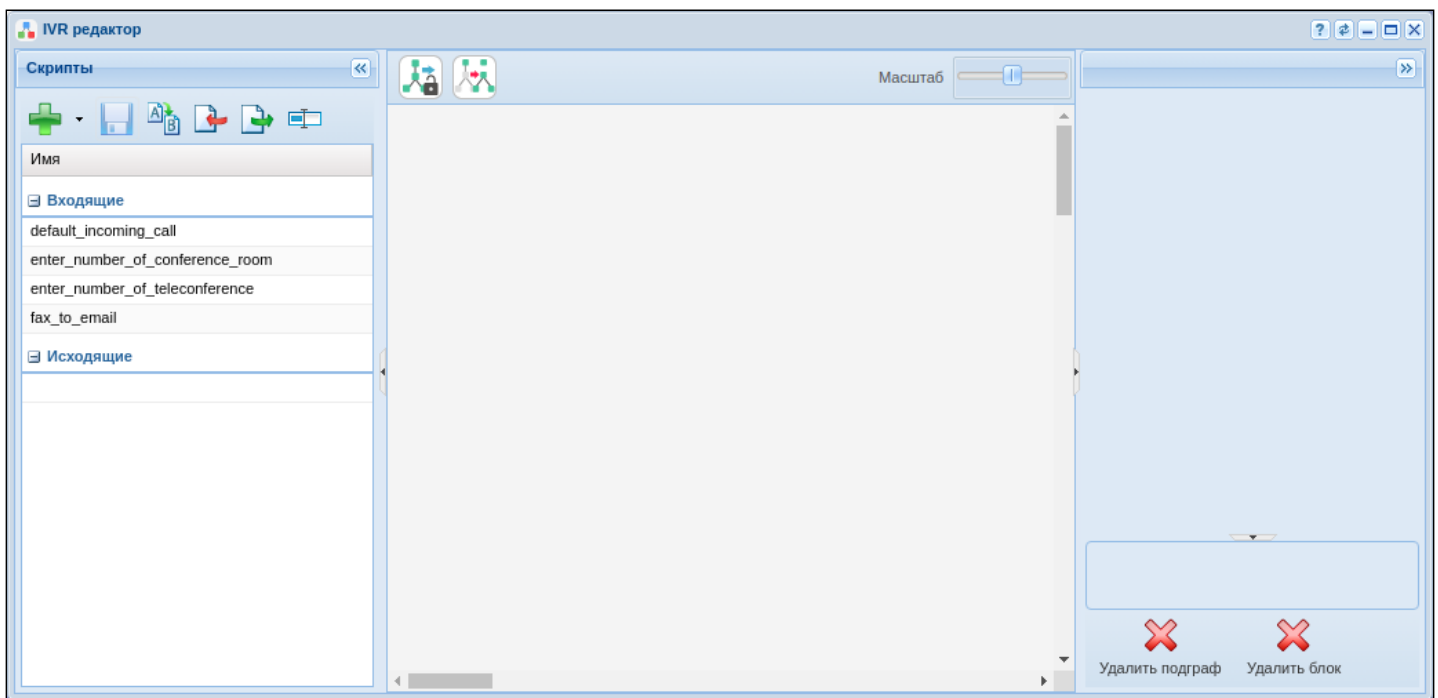 IVR редактор
Скрипты
Масштаб
Имя
Входящие
default_incoming_call
enter_number_of_conference_room
enter_number_of_teleconference
fax_to_email
Исходящие
Удалить подграф
Удалить блок